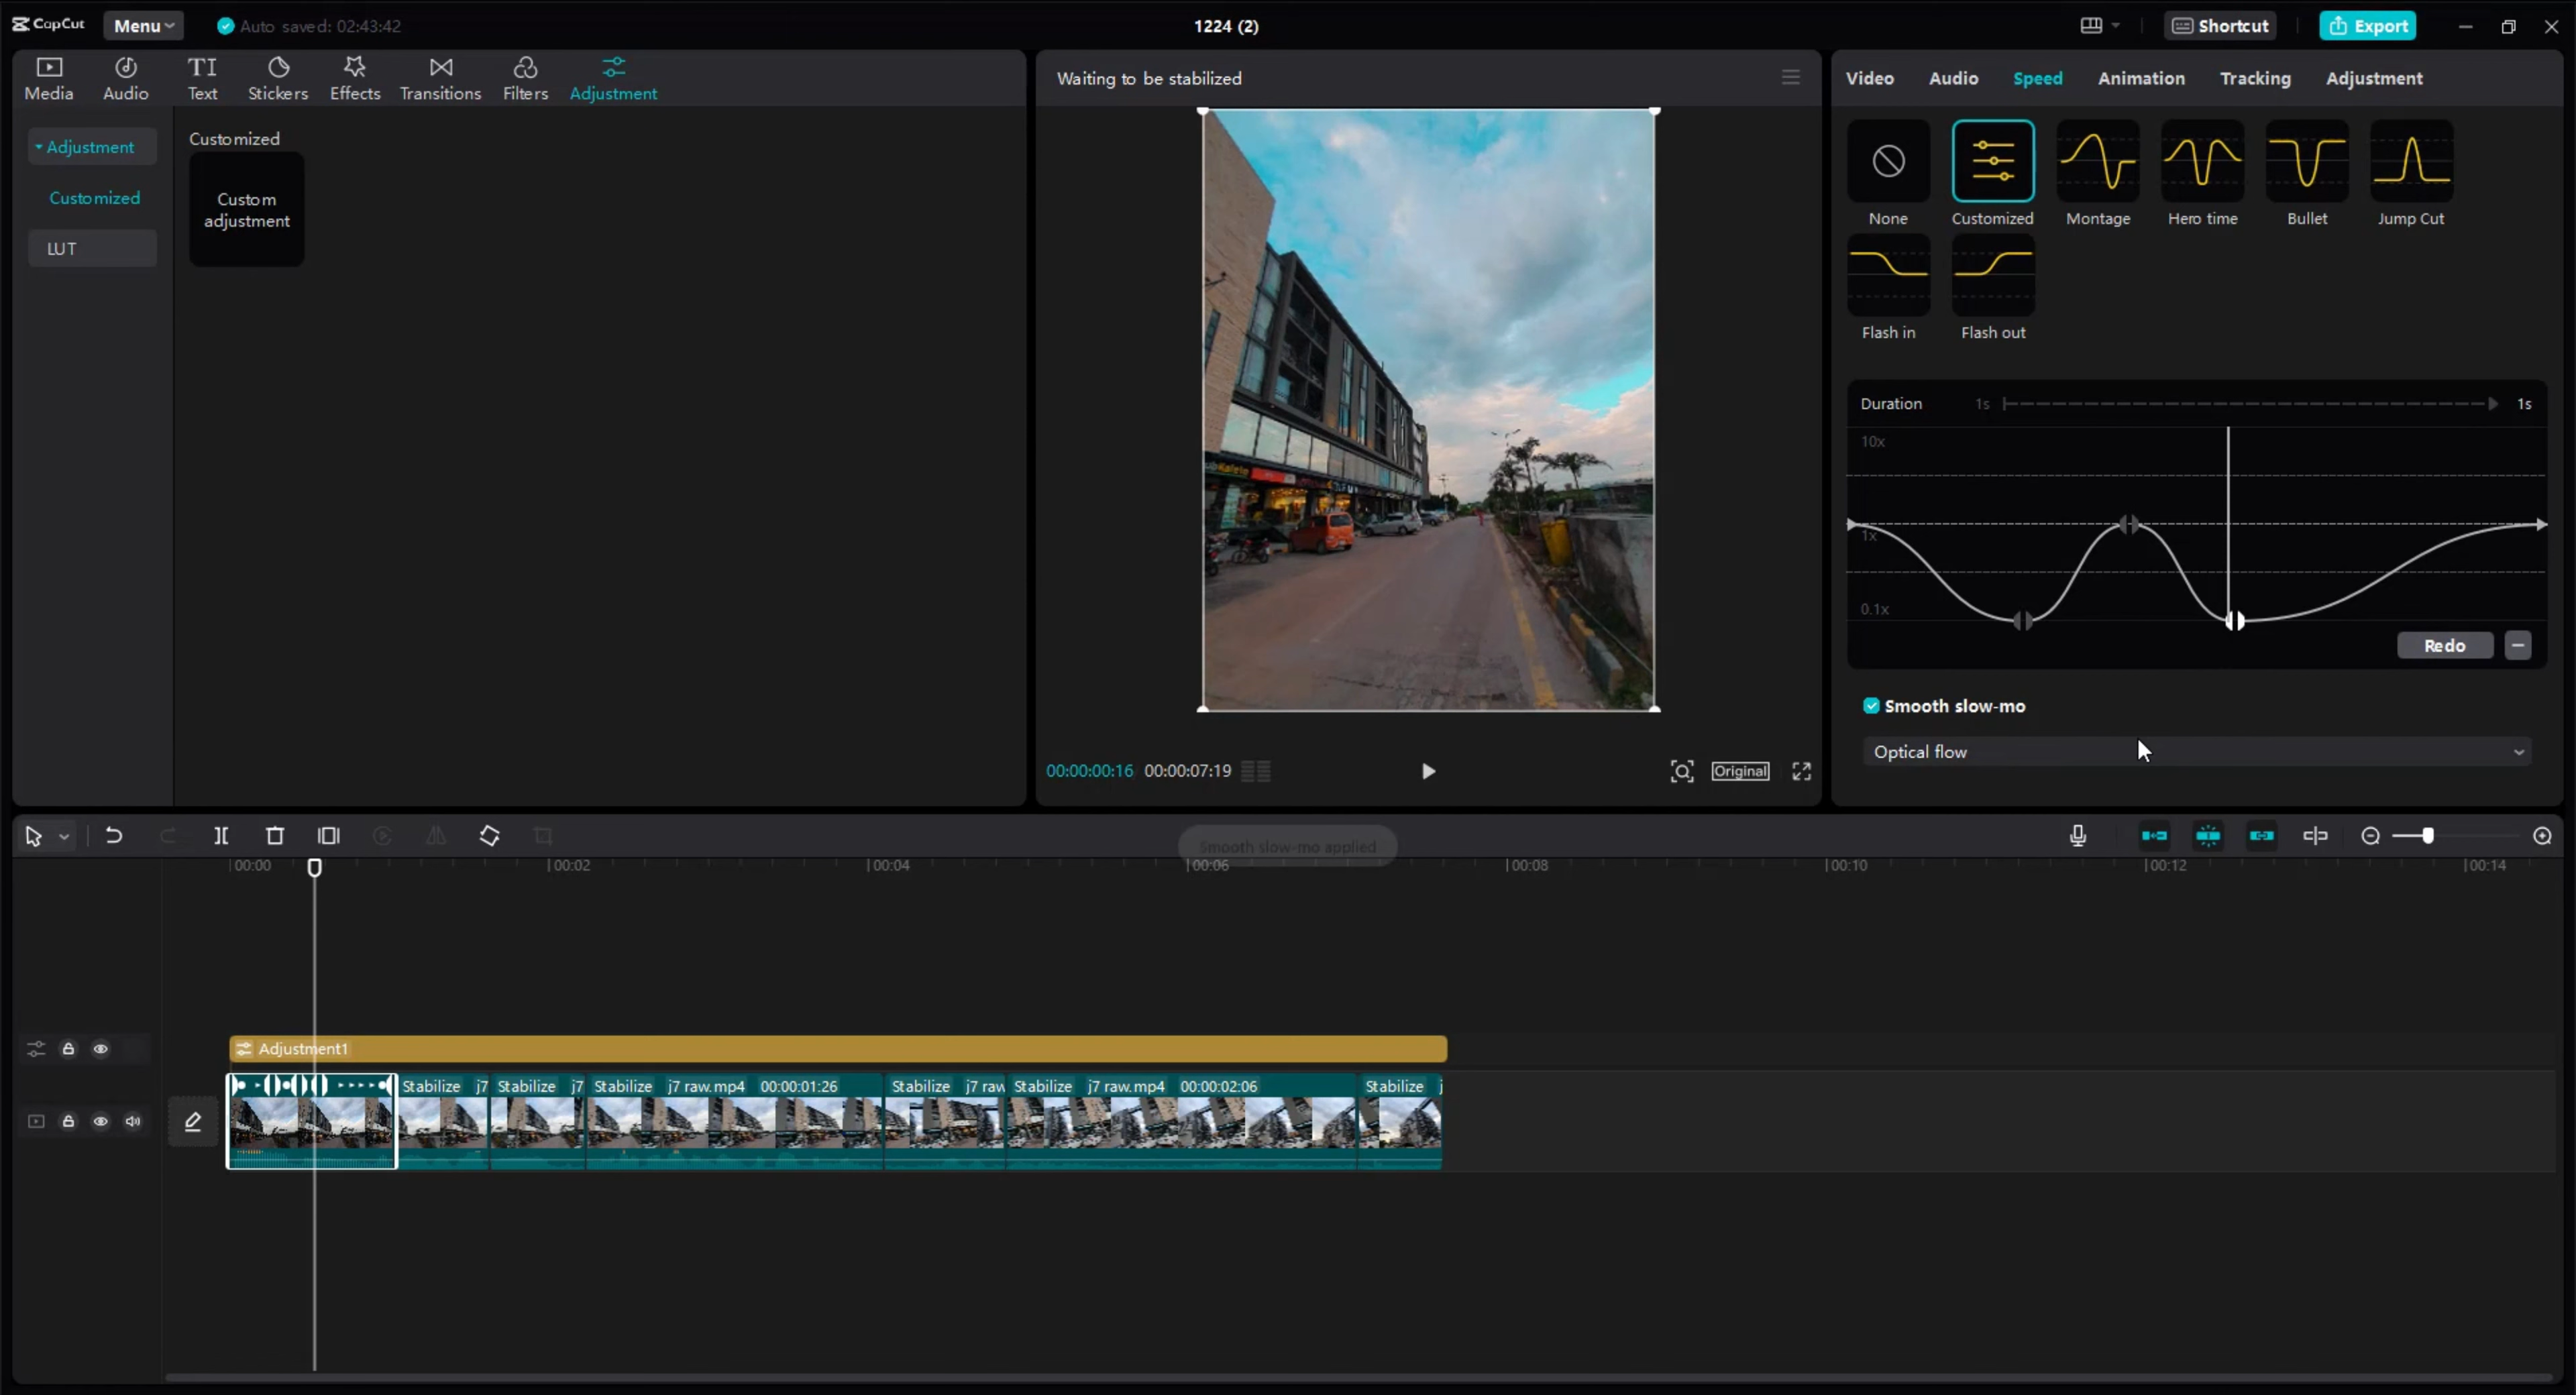 CapCut Menu Auto saved: 02:43:42 1224 (2) Shortcut Export
Media Audio Text Stickers Effects Transitions Filters Adjustment
Adjustment
Customized
LUT
Customized
Custom
adjustment
Waiting to be stabilized
00:00:00:16 00:00:07:19 Original
Video Audio Speed Animation Tracking Adjustment
None Customized Montage Hero time Bullet Jump Cut
Flash in Flash out
Duration 1s 1s
10x
1x
0.1x
Redo
Smooth slow-mo
Optical flow
Smooth slow-mo applied
00:00 00:02 00:04 00:06 00:08 00:10 00:12 00:14
Adjustment1
Stabilize j7 Stabilize j7 Stabilize j7 raw.mp4 00:00:01:26 Stabilize j7 raw Stabilize j7 raw.mp4 00:00:02:06 Stabilize j